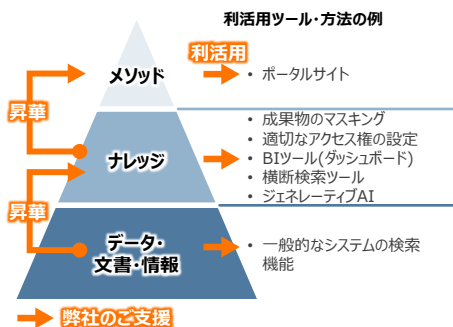 利活用ツール・方法の例
利活用
メソッド
・ ポータルサイト
昇華
・ 成果物のマスキング
・ 適切なアクセス権の設定
ナレッジ
・ BIツール(ダッシュボード)
・ 横断検索ツール
・ ジェネレーティブAI
昇華
データ・
文書・情報
・ 一般的なシステムの検索
機能
弊社のご支援